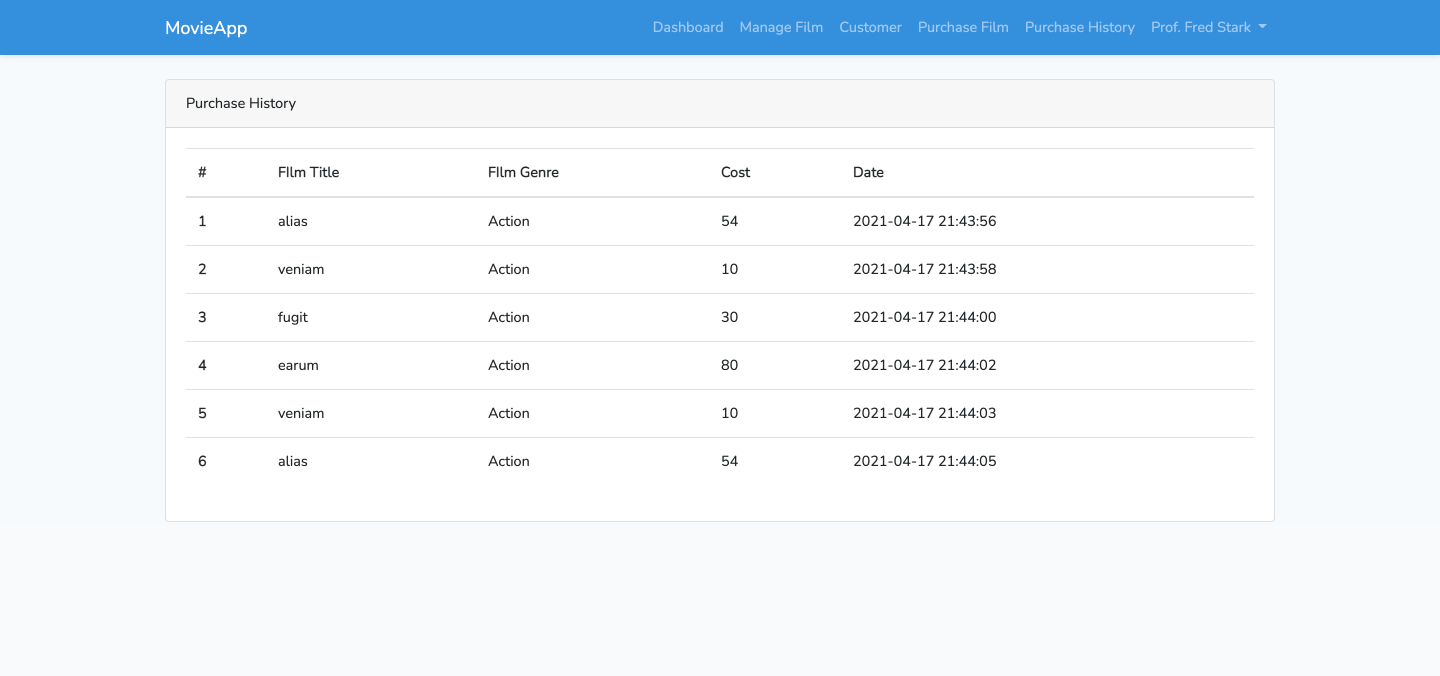 MovieApp Dashboard Manage Film Customer Purchase Film Purchase History Prof. Fred Stark
Purchase History
# FIlm Title FIlm Genre Cost Date
1 alias Action 54 2021-04-17 21:43:56
2 veniam Action 10 2021-04-17 21:43:58
3 fugit Action 30 2021-04-17 21:44:00
4 earum Action 80 2021-04-17 21:44:02
5 veniam Action 10 2021-04-17 21:44:03
6 alias Action 54 2021-04-17 21:44:05